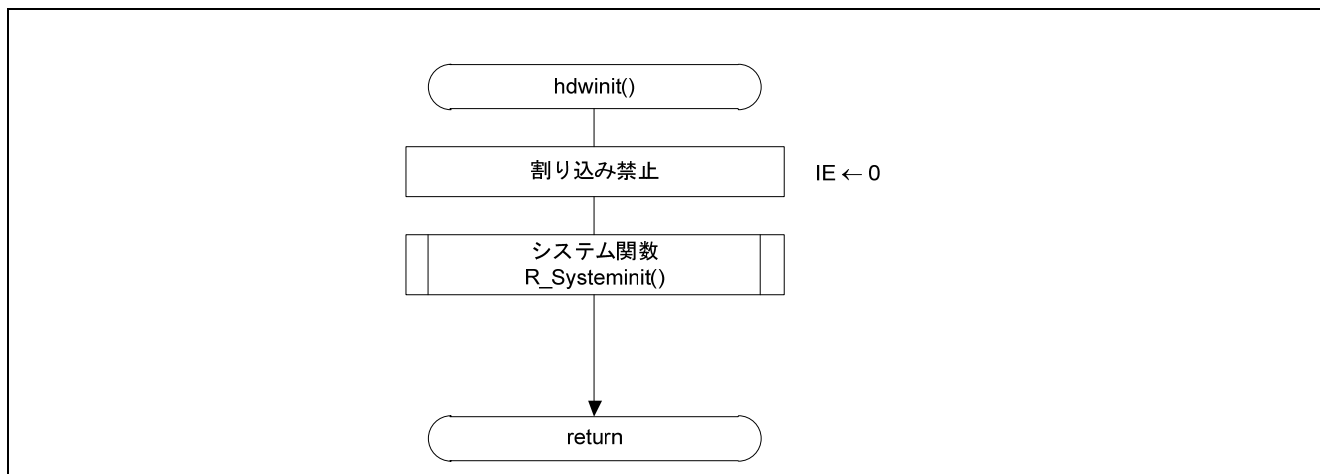 hdwinit()
割り込み禁止
IE ← 0
システム関数
R_Systeminit()
return